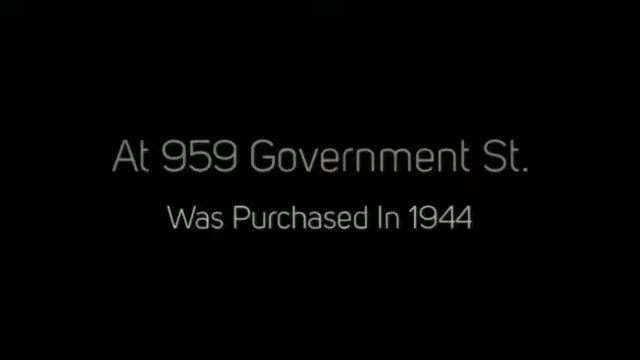 At 959 Government St.
Was Purchased In 1944